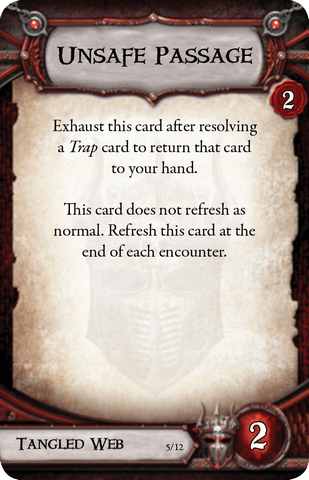 Unsafe Passage
2
Exhaust this card after resolving
a Trap card to return that card
to your hand.
This card does not refresh as
normal. Refresh this card at the
end of each encounter.
Tangled Web
5/12
2